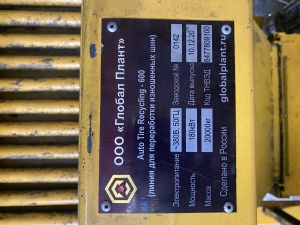 ООО «Глобал Плант»
Auto Tire Recycling - 600
(линия для переработки изношенных шин)
Электропитание ~380В, 50ГЦ Заводской № 0142
Мощность 180кВт Дата выпуска 10.12.20
Масса 20000кг Код ТНВЭД 8477809100
Сделано в России globalplant.ru